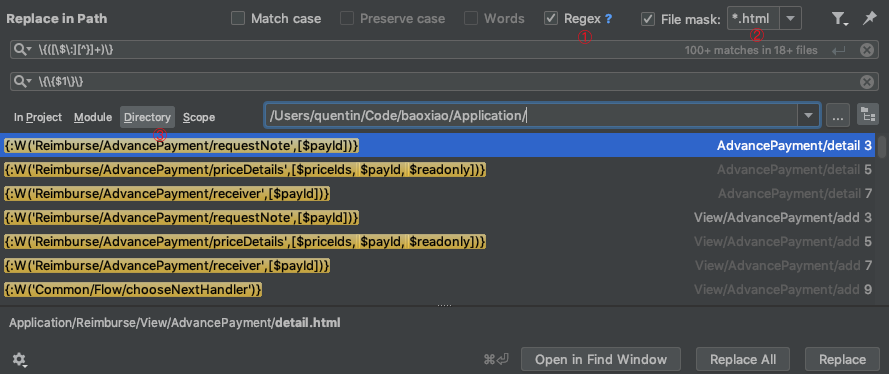 Replace in Path Match case Preserve case Words Regex ? File mask: *.html
① ②
\{([\$\:][^}]+)\} 100+ matches in 18+ files
\{\{$1\}\}
In Project Module Directory Scope /Users/quentin/Code/baoxiao/Application/ ...
③
{:W('Reimburse/AdvancePayment/requestNote',[$payId])} AdvancePayment/detail 3
{:W('Reimburse/AdvancePayment/priceDetails',[$priceIds, $payId, $readonly])} AdvancePayment/detail 5
{:W('Reimburse/AdvancePayment/receiver',[$payId])} AdvancePayment/detail 7
{:W('Reimburse/AdvancePayment/requestNote',[$payId])} View/AdvancePayment/add 3
{:W('Reimburse/AdvancePayment/priceDetails',[$priceIds, $payId, $readonly])} View/AdvancePayment/add 5
{:W('Reimburse/AdvancePayment/receiver',[$payId])} View/AdvancePayment/add 7
{:W('Common/Flow/chooseNextHandler')} View/AdvancePayment/add 9
Application/Reimburse/View/AdvancePayment/detail.html
⌘⏎ Open in Find Window Replace All Replace